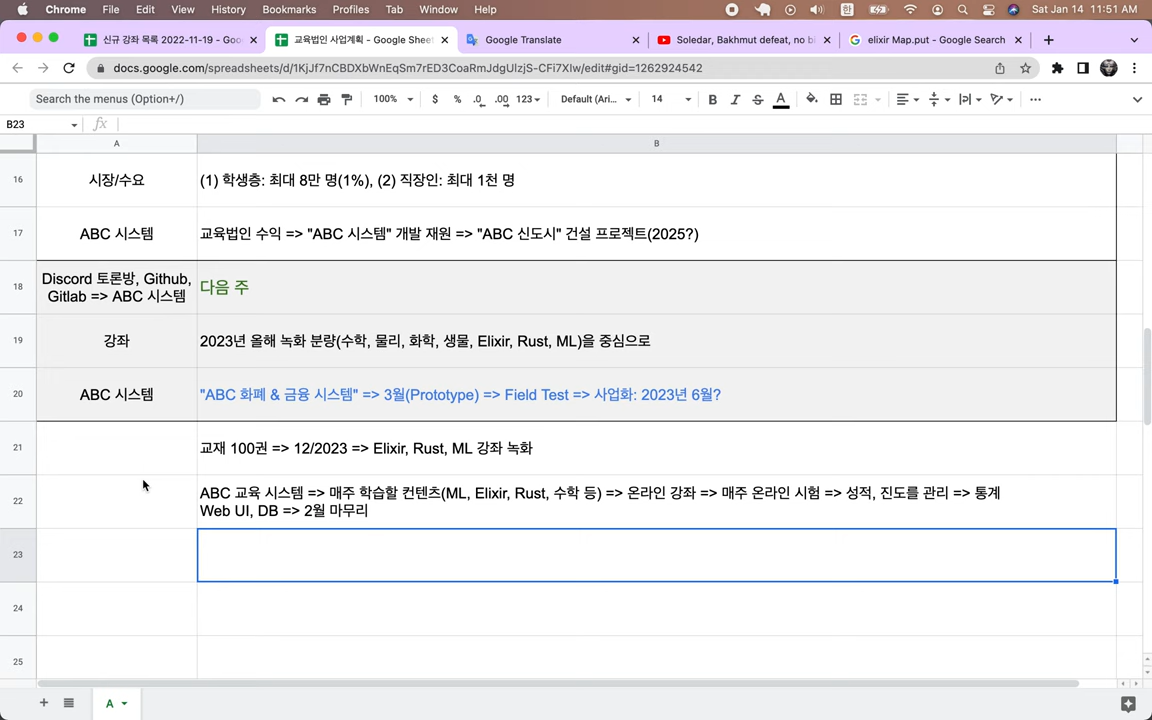 Chrome File Edit View History Bookmarks Profiles Tab Window Help 한 Sat Jan 14 11:51 AM
신규 강좌 목록 2022-11-19 - Goo
교육법인 사업계획 - Google Sheet
Google Translate
Soledar, Bakhmut defeat, no bl
elixir Map.put - Google Search
docs.google.com/spreadsheets/d/1KjJf7nCBDXbWnEqSm7rED3CoaRmJdgUlzjS-CFi7XIw/edit#gid=1262924542
Search the menus (Option+/) 100% $ % .0 .00 123 Default (Ari... 14 B I S A
B23 fx
A B
16 시장/수요 (1) 학생층: 최대 8만 명(1%), (2) 직장인: 최대 1천 명
17 ABC 시스템 교육법인 수익 => "ABC 시스템" 개발 재원 => "ABC 신도시" 건설 프로젝트(2025?)
18 Discord 토론방, Github,
Gitlab => ABC 시스템 다음 주
19 강좌 2023년 올해 녹화 분량(수학, 물리, 화학, 생물, Elixir, Rust, ML)을 중심으로
20 ABC 시스템 "ABC 화폐 & 금융 시스템" => 3월(Prototype) => Field Test => 사업화: 2023년 6월?
21 교재 100권 => 12/2023 => Elixir, Rust, ML 강좌 녹화
22 ABC 교육 시스템 => 매주 학습할 컨텐츠(ML, Elixir, Rust, 수학 등) => 온라인 강좌 => 매주 온라인 시험 => 성적, 진도를 관리 => 통계
Web UI, DB => 2월 마무리
23
24
25
A